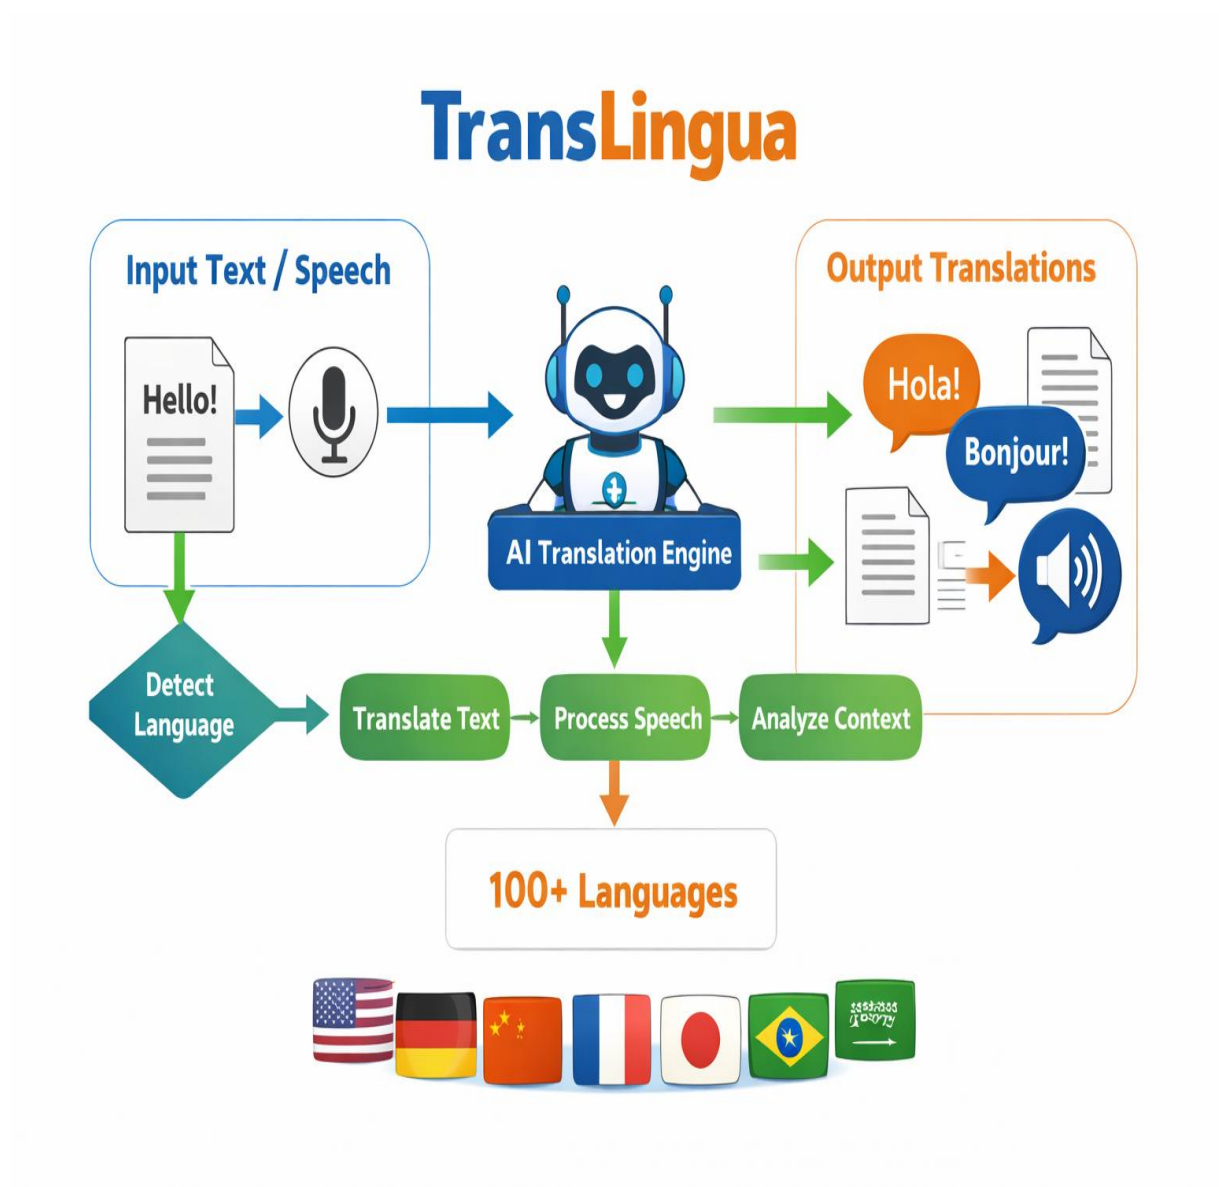 TransLingua
Input Text / Speech
Hello!
AI Translation Engine
Output Translations
Hola!
Bonjour!
Detect
Language
Translate Text
Process Speech
Analyze Context
100+ Languages